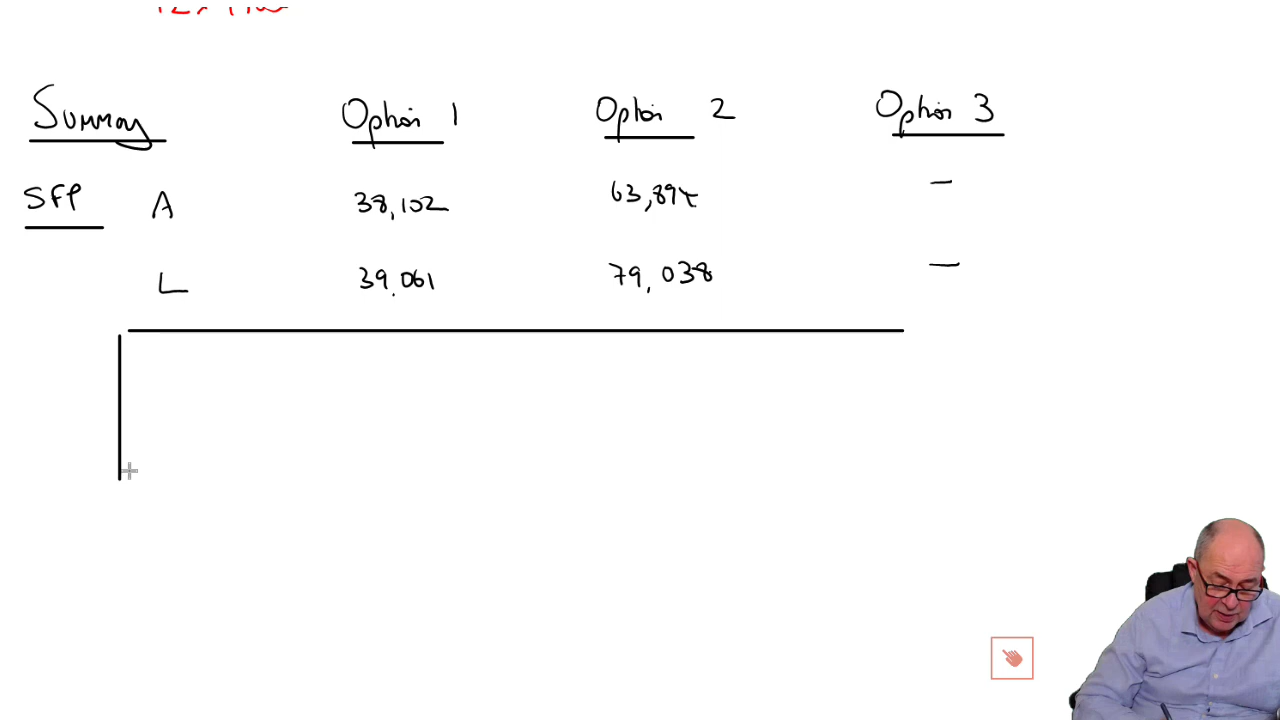 Summary Option 1 Option 2 Option 3
SFP A 38,102 63,894 —
L 39,061 79,038 —